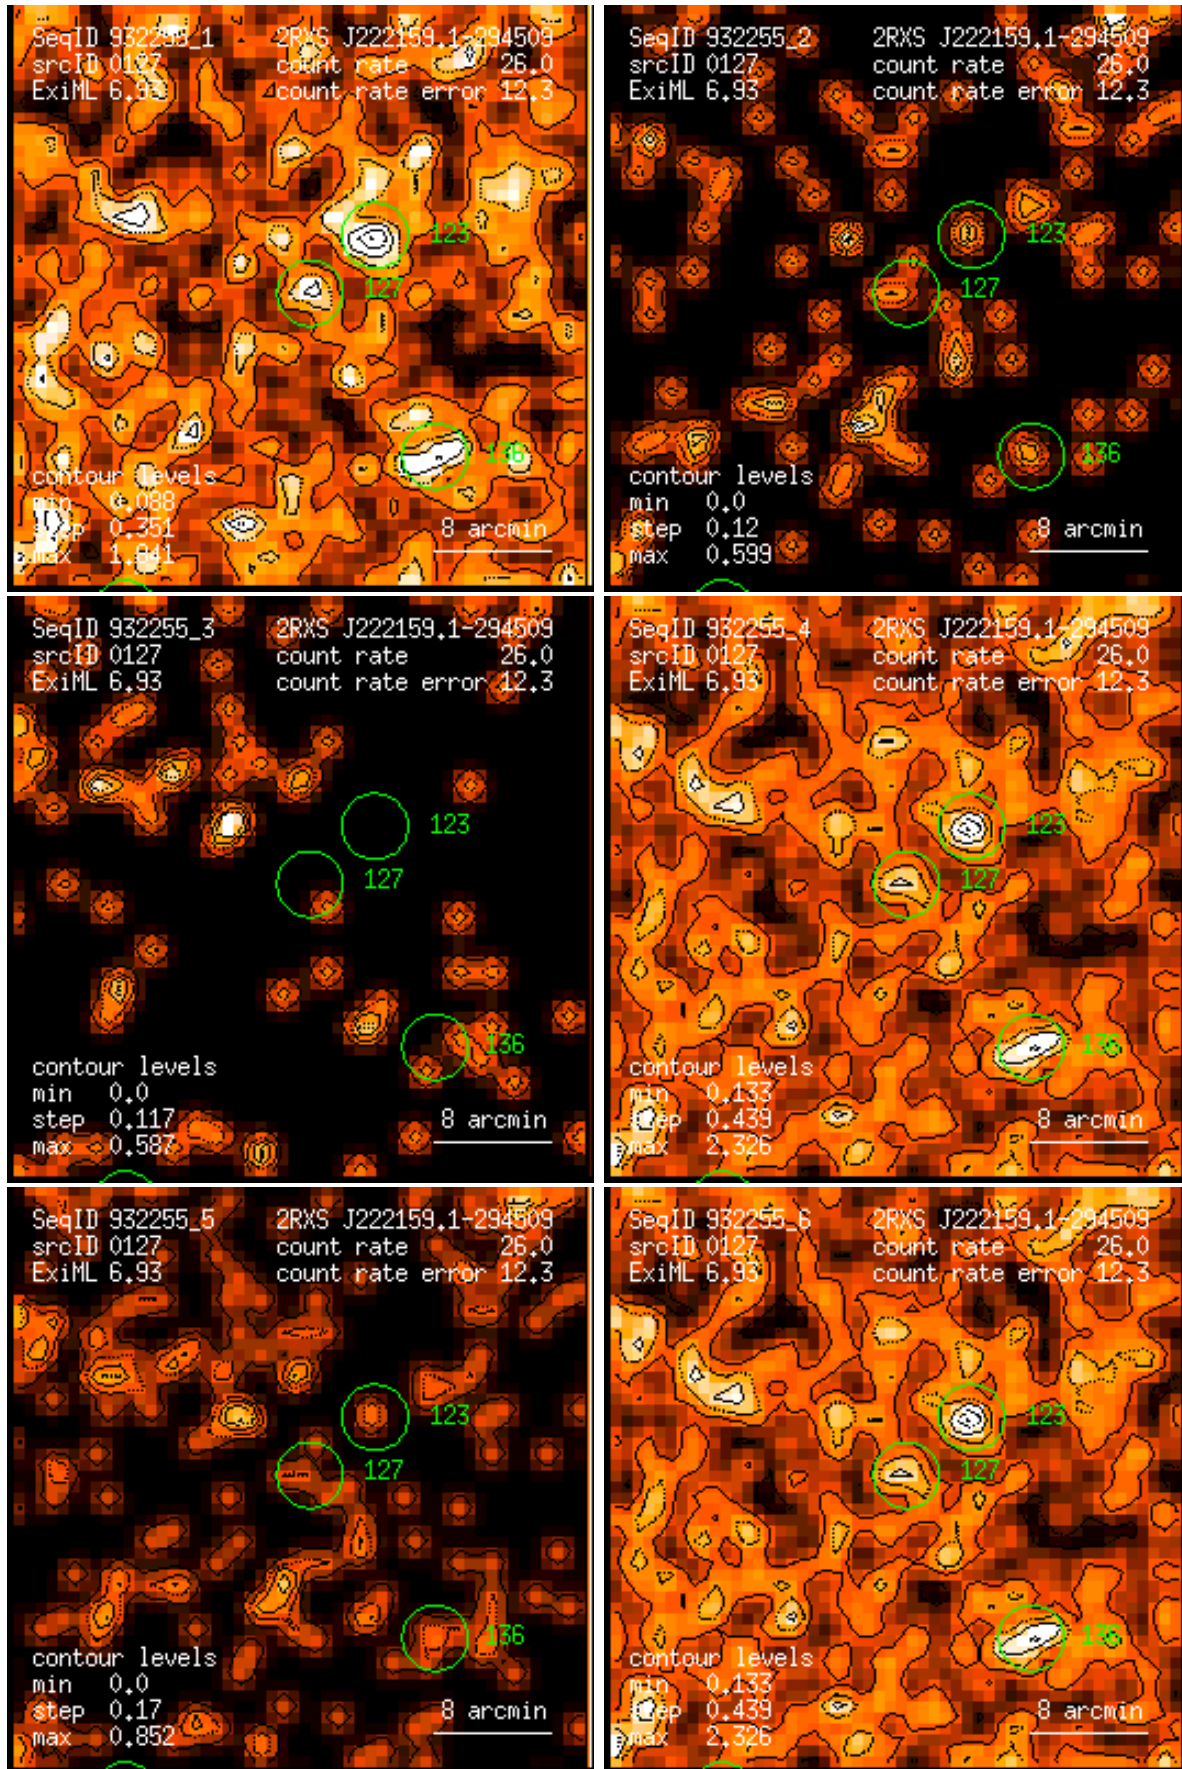 SeqID 932255_1 2RXS J222159.1-294509
srcID 0127 count rate 26.0
ExiML 6.93 count rate error 12.3
123
127
136
contour levels
min 0.088
step 0.351
max 1.841
8 arcmin
SeqID 932255_2 2RXS J222159.1-294509
srcID 0127 count rate 26.0
ExiML 6.93 count rate error 12.3
123
127
136
contour levels
min 0.0
step 0.12
max 0.599
8 arcmin
SeqID 932255_3 2RXS J222159.1-294509
srcID 0127 count rate 26.0
ExiML 6.93 count rate error 12.3
123
127
136
contour levels
min 0.0
step 0.117
max 0.587
8 arcmin
SeqID 932255_4 2RXS J222159.1-294509
srcID 0127 count rate 26.0
ExiML 6.93 count rate error 12.3
123
127
136
contour levels
min 0.133
step 0.439
max 2.326
8 arcmin
SeqID 932255_5 2RXS J222159.1-294509
srcID 0127 count rate 26.0
ExiML 6.93 count rate error 12.3
123
127
136
contour levels
min 0.0
step 0.17
max 0.852
8 arcmin
SeqID 932255_6 2RXS J222159.1-294509
srcID 0127 count rate 26.0
ExiML 6.93 count rate error 12.3
123
127
136
contour levels
min 0.133
step 0.439
max 2.326
8 arcmin